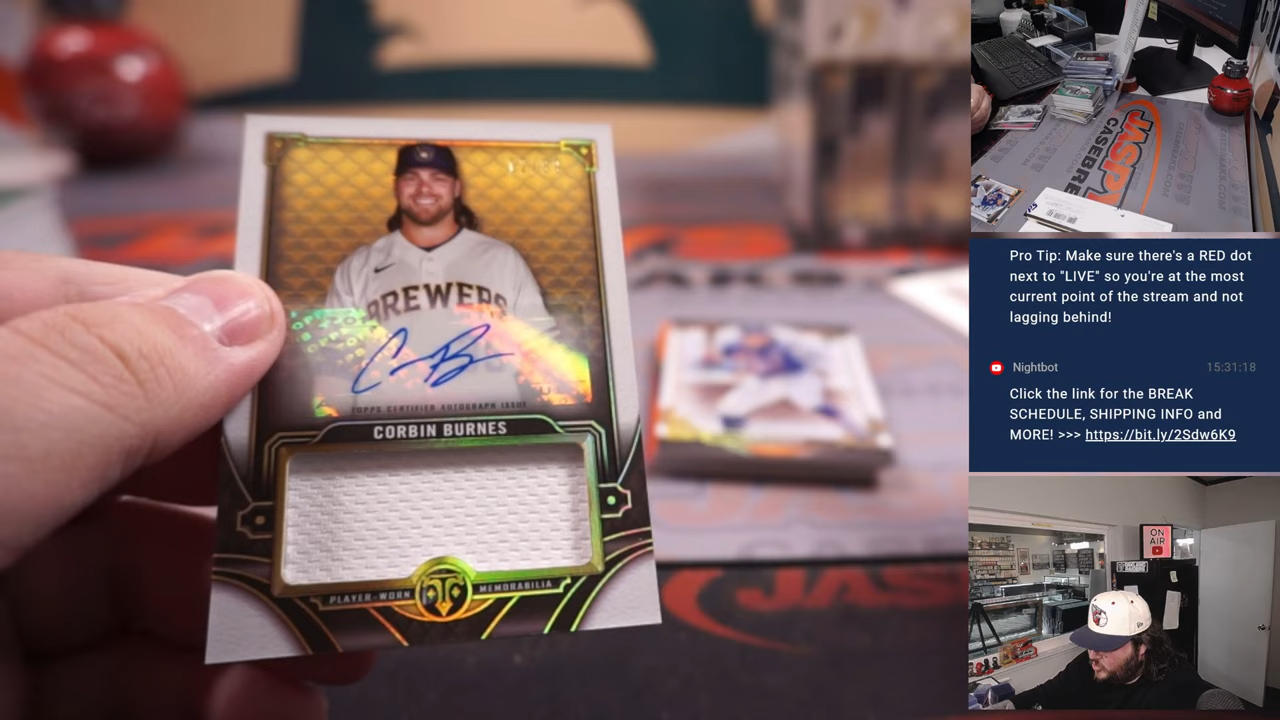 BREWERS
TOPPS CERTIFIED AUTOGRAPH ISSUE
CORBIN BURNES
PLAYER-WORN MEMORABILIA
JASPY
CASEBRE
Pro Tip: Make sure there's a RED dot
next to "LIVE" so you're at the most
current point of the stream and not
lagging behind!
Nightbot 15:31:18
Click the link for the BREAK
SCHEDULE, SHIPPING INFO and
MORE! >>> https://bit.ly/2Sdw6K9
ON
AIR
JASP